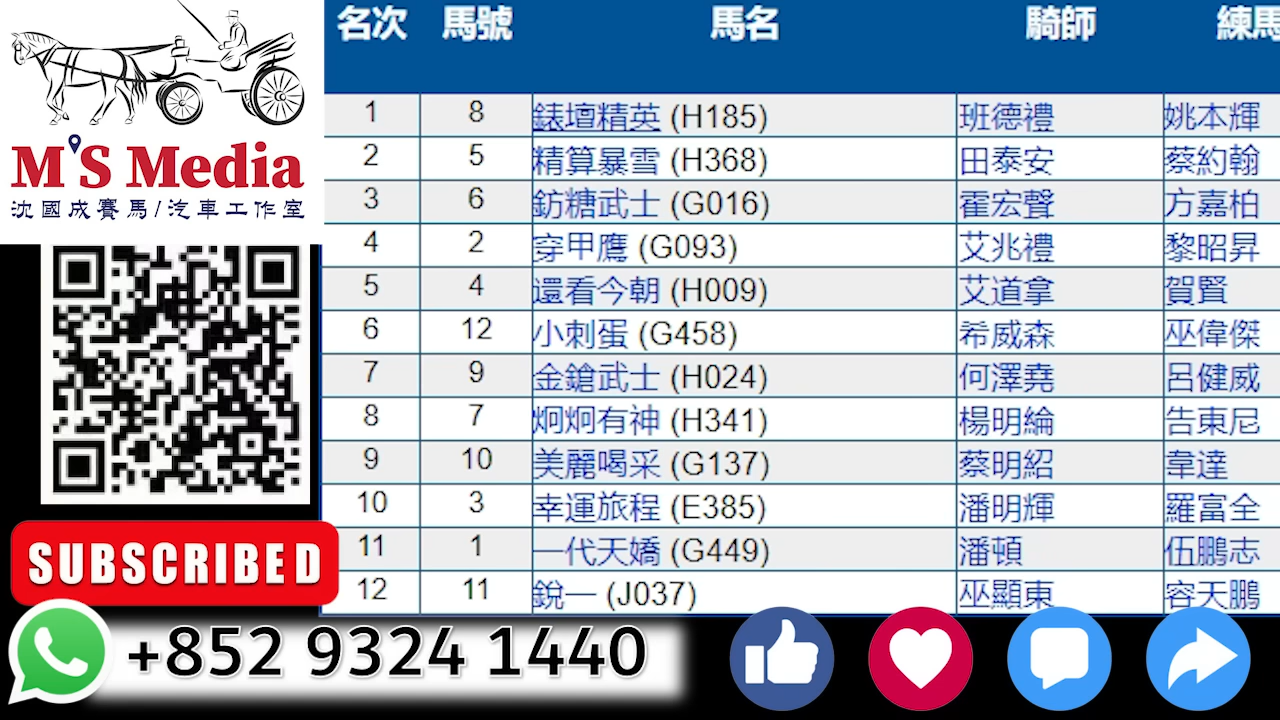 M'S Media
沈國成賽馬/汽車工作室
SUBSCRIBED
+852 9324 1440
名次 馬號 馬名 騎師 練馬
1 8 錶壇精英 (H185) 班德禮 姚本輝
2 5 精算暴雪 (H368) 田泰安 蔡約翰
3 6 魴糖武士 (G016) 霍宏聲 方嘉柏
4 2 穿甲鷹 (G093) 艾兆禮 黎昭昇
5 4 還看今朝 (H009) 艾道拿 賀賢
6 12 小刺蛋 (G458) 希威森 巫偉傑
7 9 金鎗武士 (H024) 何澤堯 呂健威
8 7 炯炯有神 (H341) 楊明綸 告東尼
9 10 美麗喝采 (G137) 蔡明紹 韋達
10 3 幸運旅程 (E385) 潘明輝 羅富全
11 1 一代天嬌 (G449) 潘頓 伍鵬志
12 11 銳一 (J037) 巫顯東 容天鵬